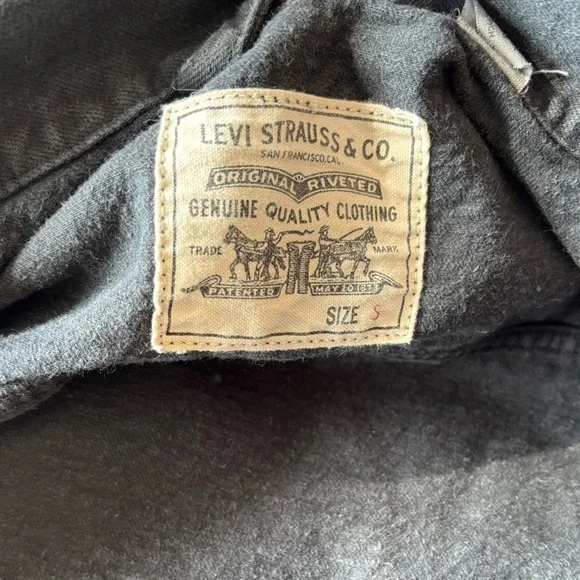 LEVI STRAUSS & CO.
SAN FRANCISCO, CAL.
ORIGINAL RIVETED
GENUINE QUALITY CLOTHING
TRADE MARK
PATENTED MAY 20 1873
SIZE S